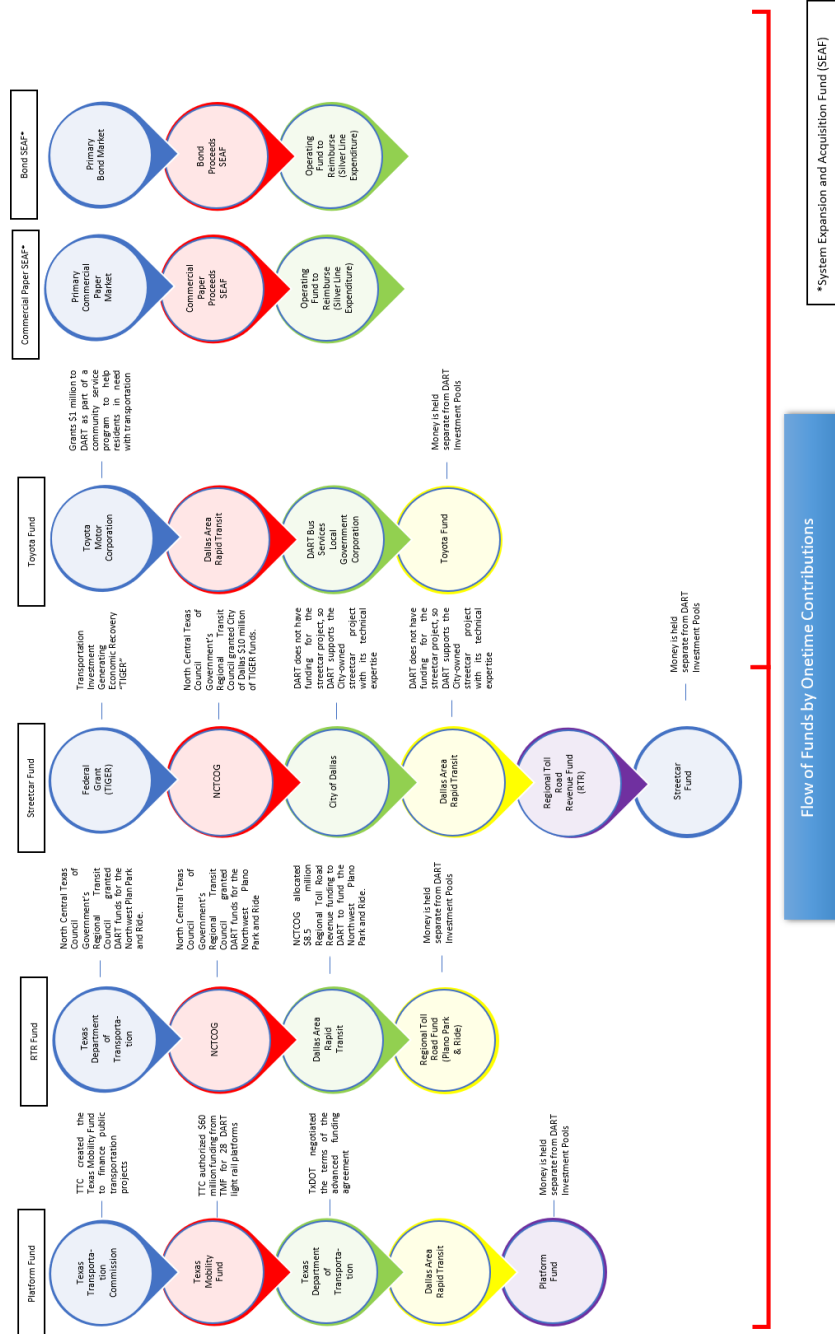 Platform Fund
Texas
Transporta-
tion
Commission
TTC created the
Texas Mobility Fund
to finance public
transportation
projects
Texas
Mobility
Fund
TTC authorized $60
million funding from
TMF for 28 DART
light rail platforms
Texas
Department
of
Transporta-
tion
TxDOT negotiated
the terms of the
advanced funding
agreement
Dallas Area
Rapid Transit
Platform
Fund
Money is held
separate from DART
Investment Pools
RTR Fund
Texas
Department
of
Transporta-
tion
North Central Texas
Council of
Government's
Regional Transit
Council granted
DART funds for the
Northwest Plan Park
and Ride.
NCTCOG
North Central Texas
Council of
Government's
Regional Transit
Council granted
DART funds for the
Northwest Plano
Park and Ride
Dallas Area
Rapid
Transit
NCTCOG allocated
$8.5 million
Regional Toll Road
Revenue funding to
DART to fund the
Northwest Plano
Park and Ride.
Regional Toll
Road Fund
(Plano Park
& Ride)
Money is held
separate from DART
Investment Pools
Streetcar Fund
Federal
Grant
(TIGER)
Transportation
Investment
Generating
Economic Recovery
"TIGER"
NCTCOG
North Central Texas
Council of
Government's
Regional Transit
Council granted City
of Dallas $10 million
of TIGER funds.
City of Dallas
DART does not have
funding for the
streetcar project, so
DART supports the
City-owned
streetcar project
with its technical
expertise
Dallas Area
Rapid Transit
DART does not have
funding for the
streetcar project, so
DART supports the
City-owned
streetcar project
with its technical
expertise
Regional Toll
Road
Revenue Fund
(RTR)
Streetcar
Fund
Money is held
separate from DART
Investment Pools
Toyota Fund
Toyota
Motor
Corporation
Grants $1 million to
DART as part of a
community service
program to help
residents in need
with transportation
Dallas Area
Rapid Transit
DART Bus
Services
Local
Government
Corporation
Toyota Fund
Money is held
separate from DART
Investment Pools
Commercial Paper SEAF*
Primary
Commercial
Paper
Market
Commercial
Paper
Proceeds
SEAF
Operating
Fund to
Reimburse
(Silver Line
Expenditure)
Bond SEAF*
Primary
Bond Market
Bond
Proceeds
SEAF
Operating
Fund to
Reimburse
(Silver Line
Expenditure)
Flow of Funds by Onetime Contributions
*System Expansion and Acquisition Fund (SEAF)